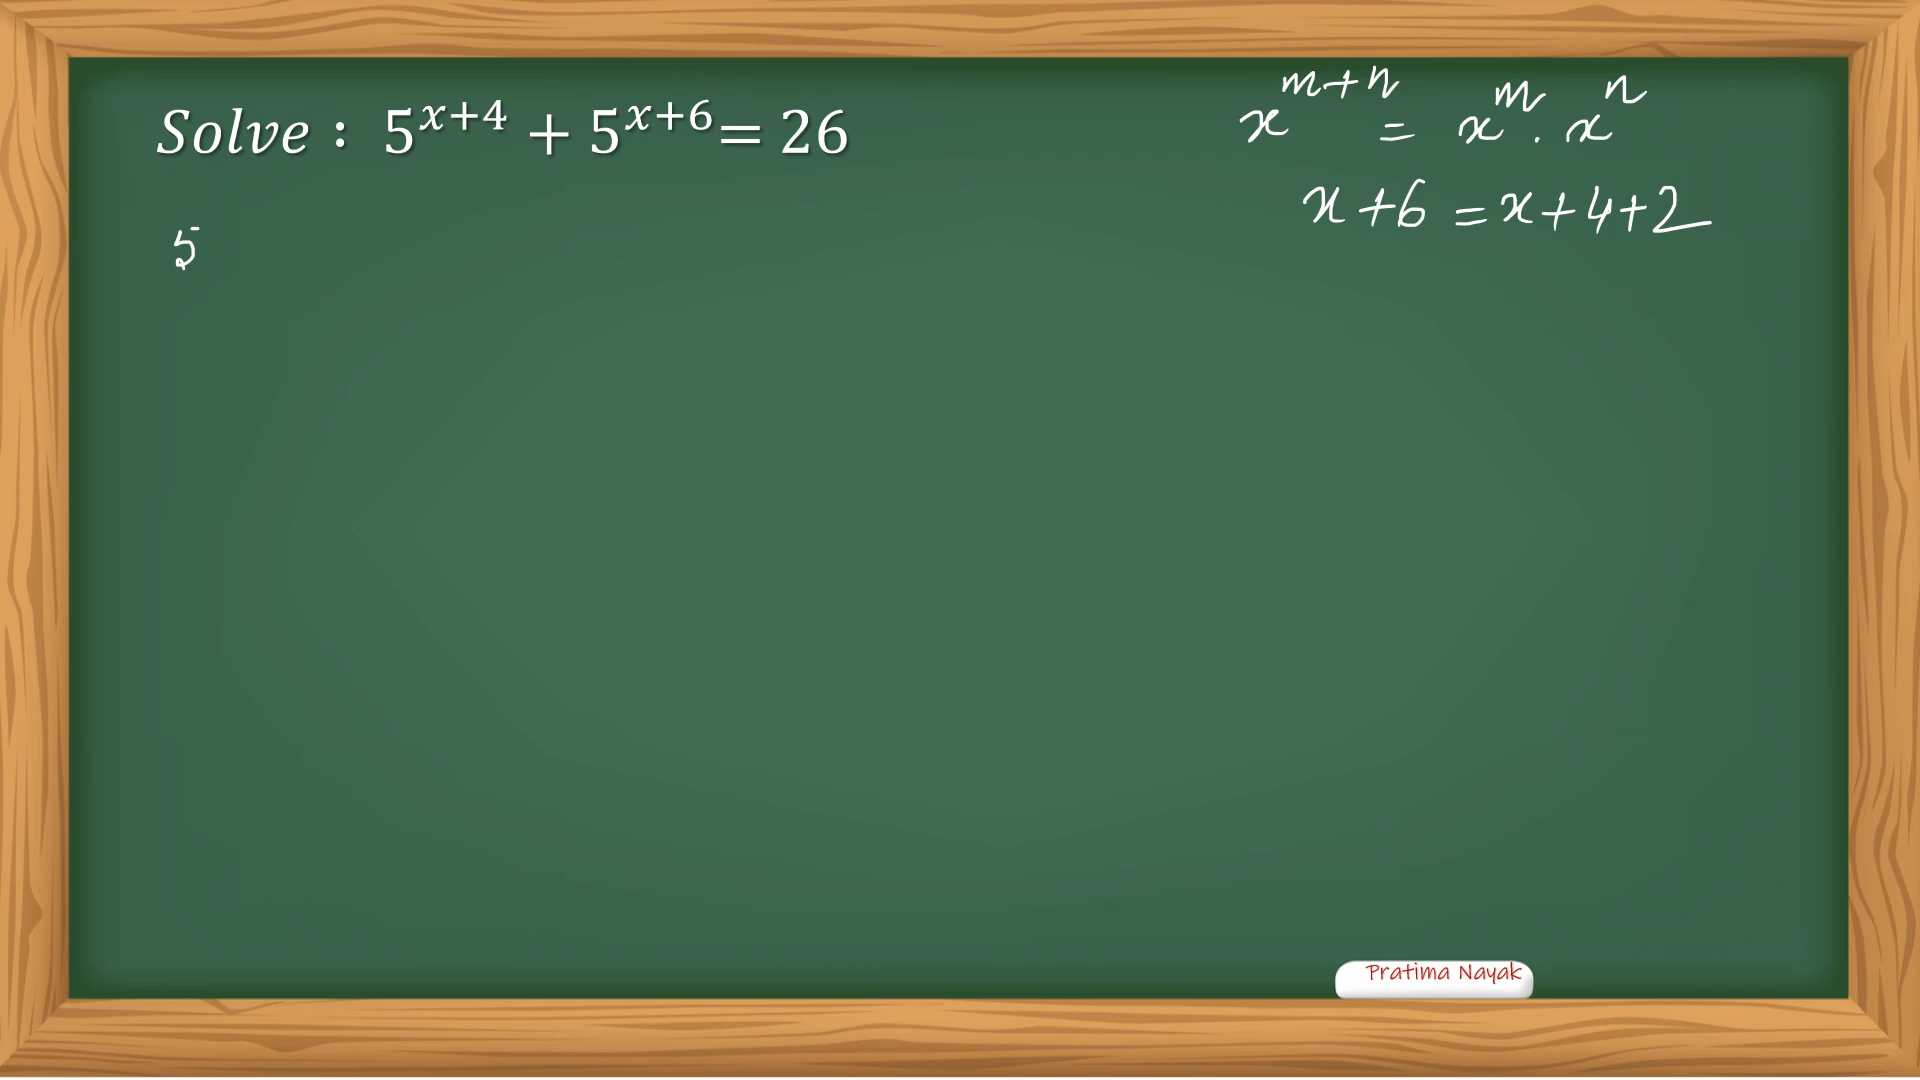 Solve : 5^{x+4} + 5^{x+6} = 26
x^{m+n} = x^m . x^n
x+6 = x+4+2
5
Pratima Nayak